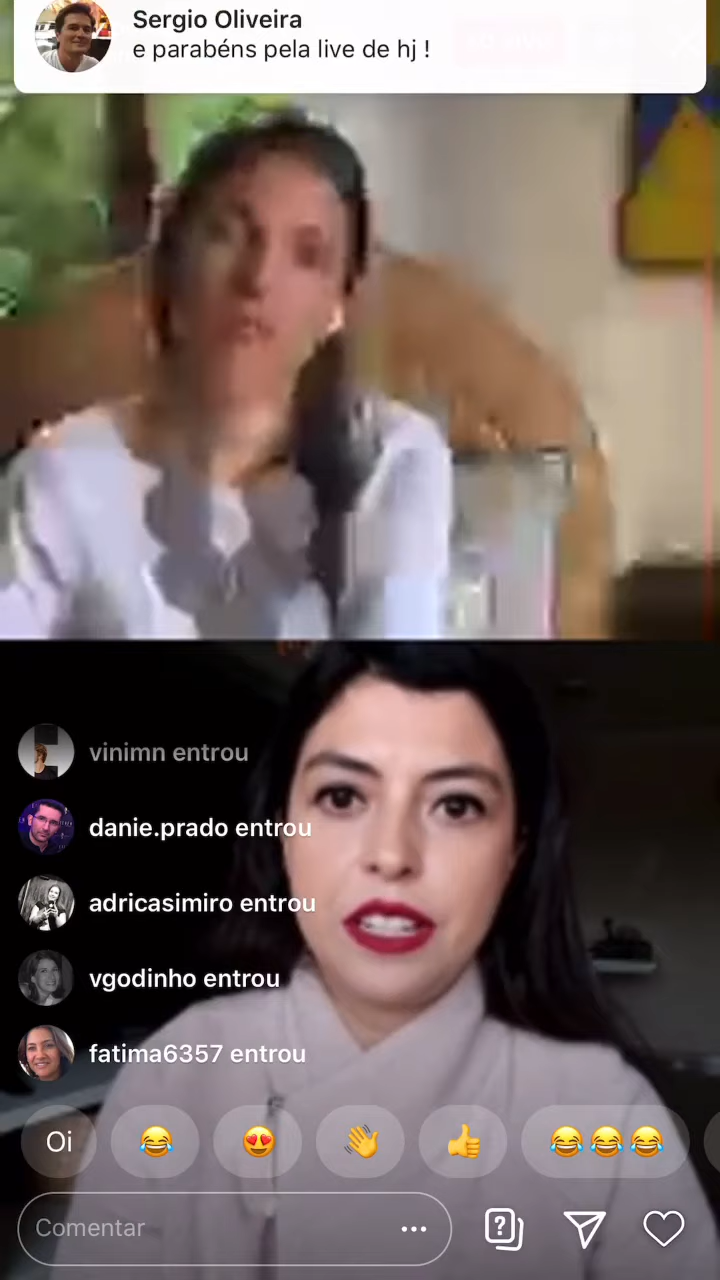 Sergio Oliveira
e parabéns pela live de hj !
vinimn entrou
danie.prado entrou
adricasimiro entrou
vgodinho entrou
fatima6357 entrou
Oi
Comentar